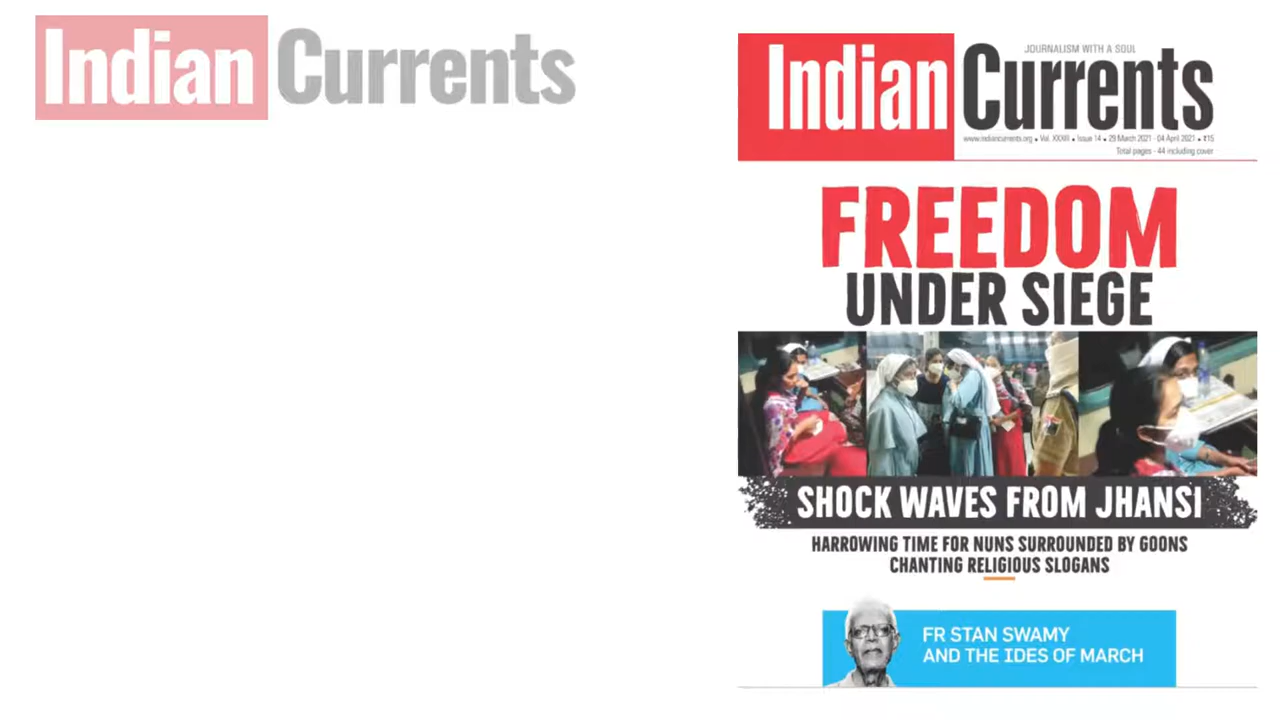 Indian Currents
JOURNALISM WITH A SOUL
Indian Currents
www.indiancurrents.org • Vol. XXXIII • Issue 14 • 29 March 2021 - 04 April 2021 • ₹15
Total pages - 44 including cover
FREEDOM
UNDER SIEGE
SHOCK WAVES FROM JHANSI
HARROWING TIME FOR NUNS SURROUNDED BY GOONS
CHANTING RELIGIOUS SLOGANS
FR STAN SWAMY
AND THE IDES OF MARCH